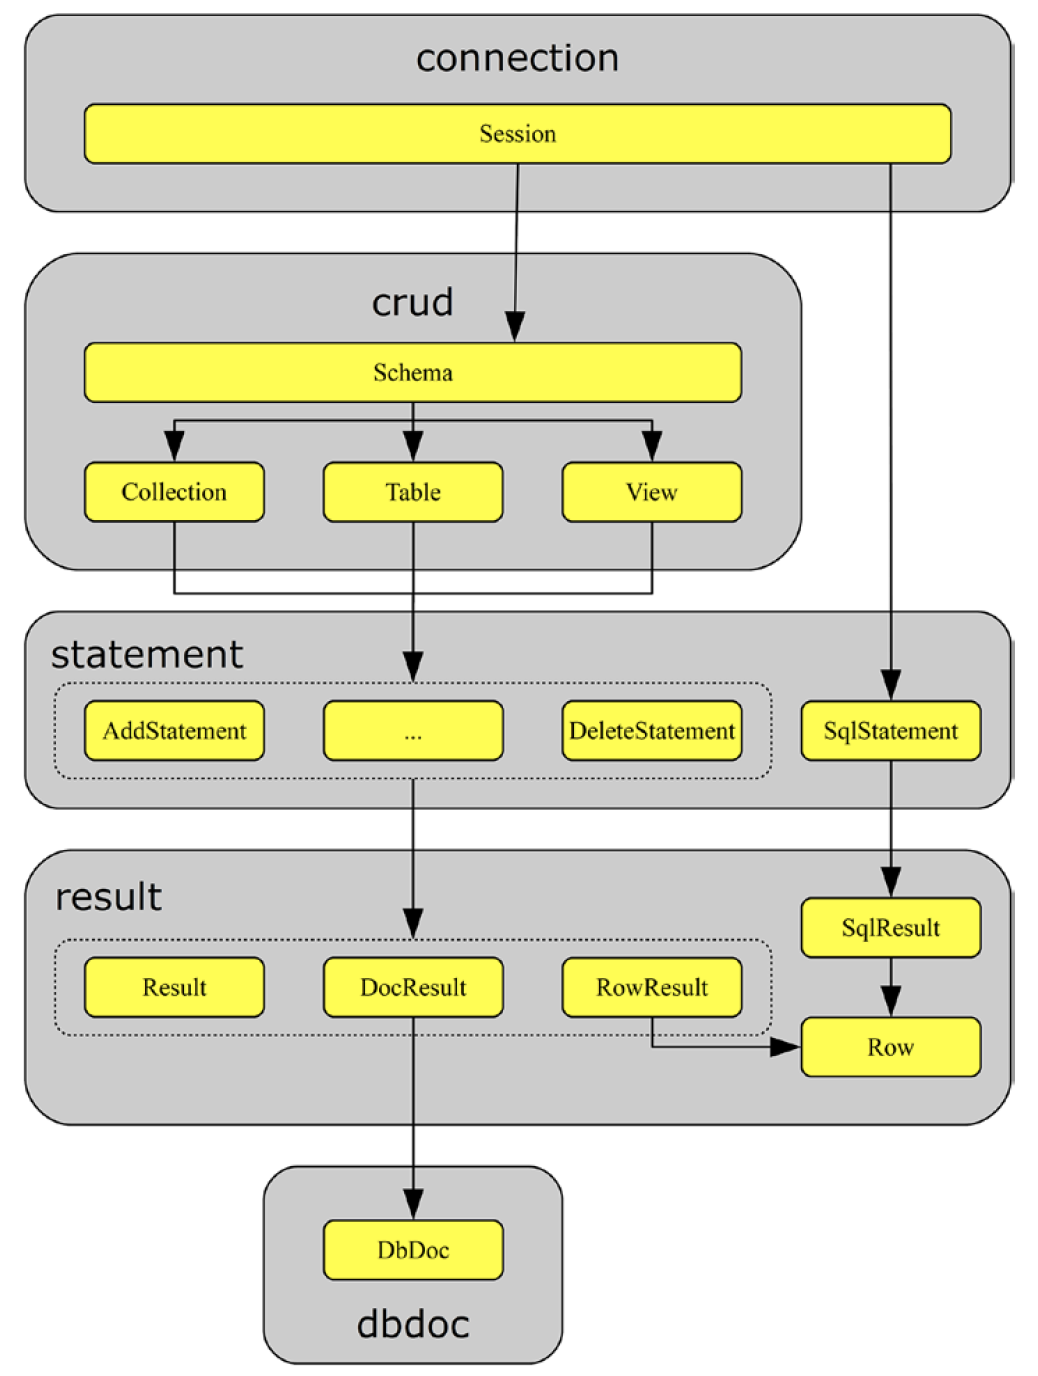 connection
Session
crud
Schema
Collection
Table
View
statement
AddStatement
...
DeleteStatement
SqlStatement
result
SqlResult
Result
DocResult
RowResult
Row
DbDoc
dbdoc